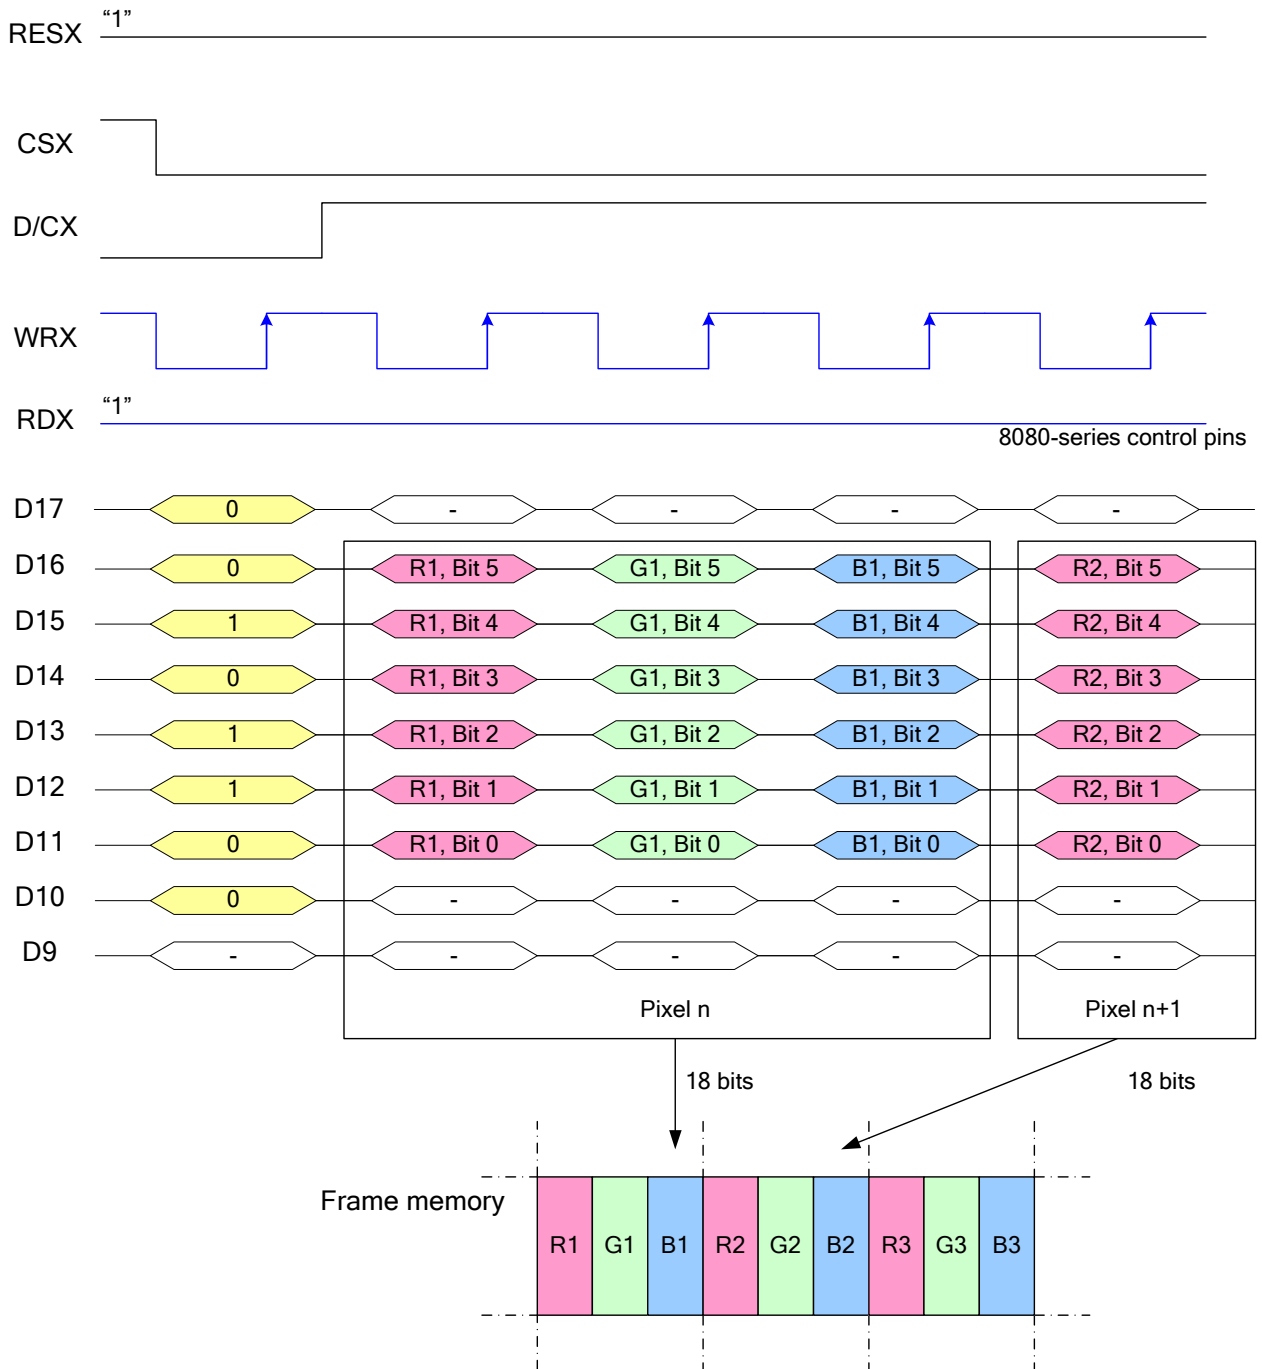 RESX “1”
CSX
D/CX
WRX
RDX “1”
8080-series control pins
D17 0 - - - -
D16 0 R1, Bit 5 G1, Bit 5 B1, Bit 5 R2, Bit 5
D15 1 R1, Bit 4 G1, Bit 4 B1, Bit 4 R2, Bit 4
D14 0 R1, Bit 3 G1, Bit 3 B1, Bit 3 R2, Bit 3
D13 1 R1, Bit 2 G1, Bit 2 B1, Bit 2 R2, Bit 2
D12 1 R1, Bit 1 G1, Bit 1 B1, Bit 1 R2, Bit 1
D11 0 R1, Bit 0 G1, Bit 0 B1, Bit 0 R2, Bit 0
D10 0 - - - -
D9 - - - - -
Pixel n Pixel n+1
18 bits 18 bits
Frame memory
R1 G1 B1 R2 G2 B2 R3 G3 B3